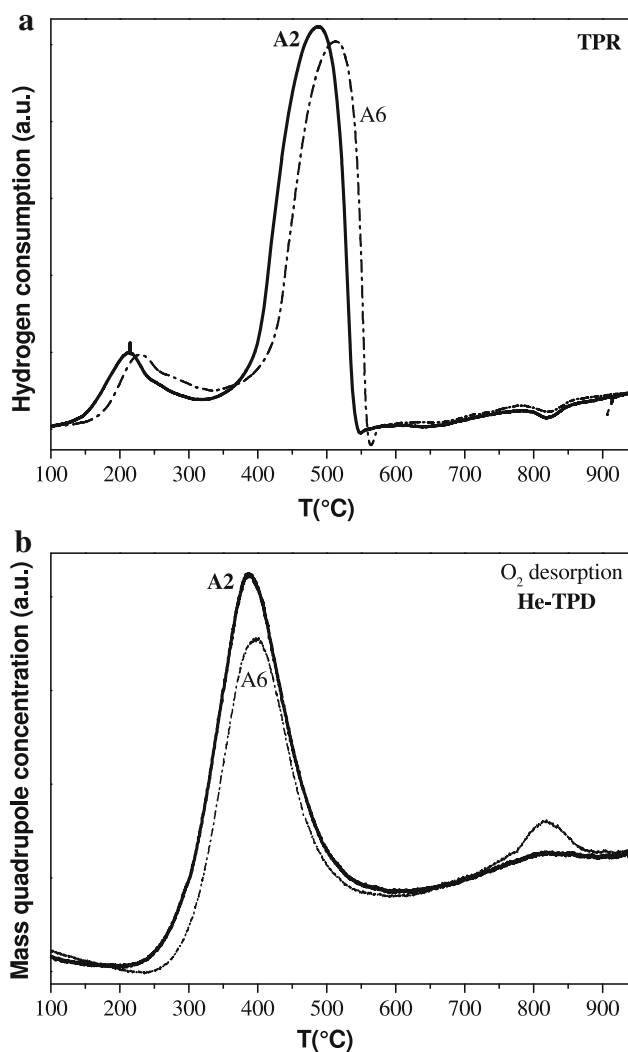 a
A2
TPR
A6
Hydrogen consumption (a.u.)
100 200 300 400 500 600 700 800 900
T(°C)
b
A2
O₂ desorption
He-TPD
A6
Mass quadrupole concentration (a.u.)
100 200 300 400 500 600 700 800 900
T(°C)